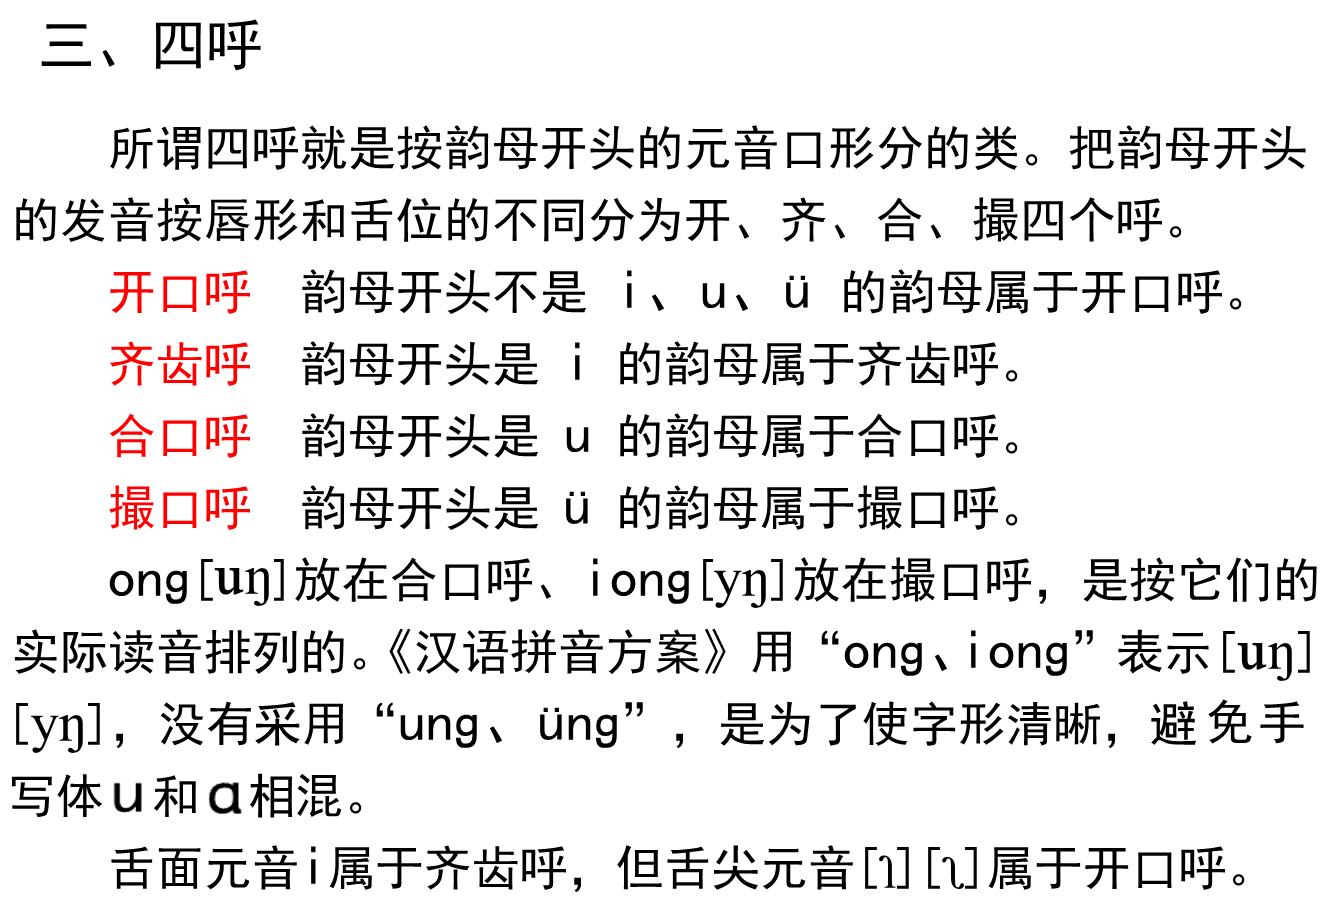 三、四呼
所谓四呼就是按韵母开头的元音口形分的类。把韵母开头
的发音按唇形和舌位的不同分为开、齐、合、撮四个呼。
开口呼 韵母开头不是 i、u、ü 的韵母属于开口呼。
齐齿呼 韵母开头是 i 的韵母属于齐齿呼。
合口呼 韵母开头是 u 的韵母属于合口呼。
撮口呼 韵母开头是 ü 的韵母属于撮口呼。
ong[uŋ]放在合口呼、iong[yŋ]放在撮口呼，是按它们的
实际读音排列的。《汉语拼音方案》用“ong、iong”表示[uŋ]
[yŋ]，没有采用“ung、üng”，是为了使字形清晰，避免手
写体u和ɑ相混。
舌面元音i属于齐齿呼，但舌尖元音[ɿ][ʅ]属于开口呼。